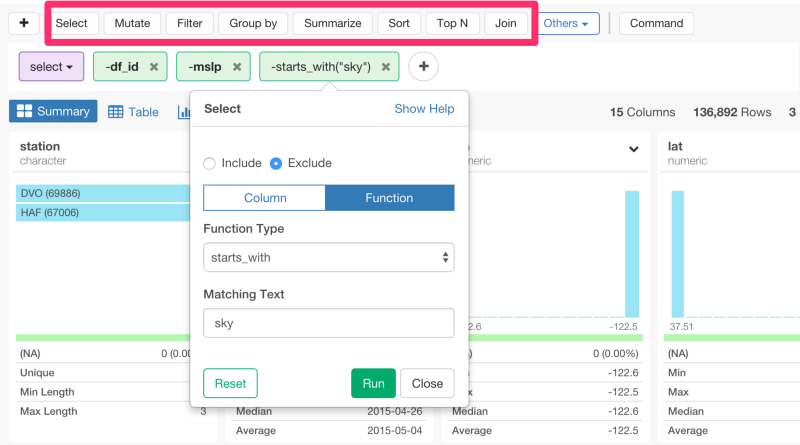 + Select Mutate Filter Group by Summarize Sort Top N Join Others Command
select -df_id × -mslp × -starts_with("sky") × +
Summary Table 15 Columns 136,892 Rows 3
Select Show Help
station lat
character meric numeric
Include Exclude
DVO (69886)
Column Function
HAF (67006)
Function Type
starts_with
Matching Text
sky
2.6 -122.5 37.51
(NA) 0 (0.00 ) 0 (0.00%) (NA)
Unique -122.6 Min
Min Length -122.5 Max
Reset Run Close
Max Length 3 Median 2015-04-26 Median -122.6 Median
Average 2015-05-04 Average -122.5 Average